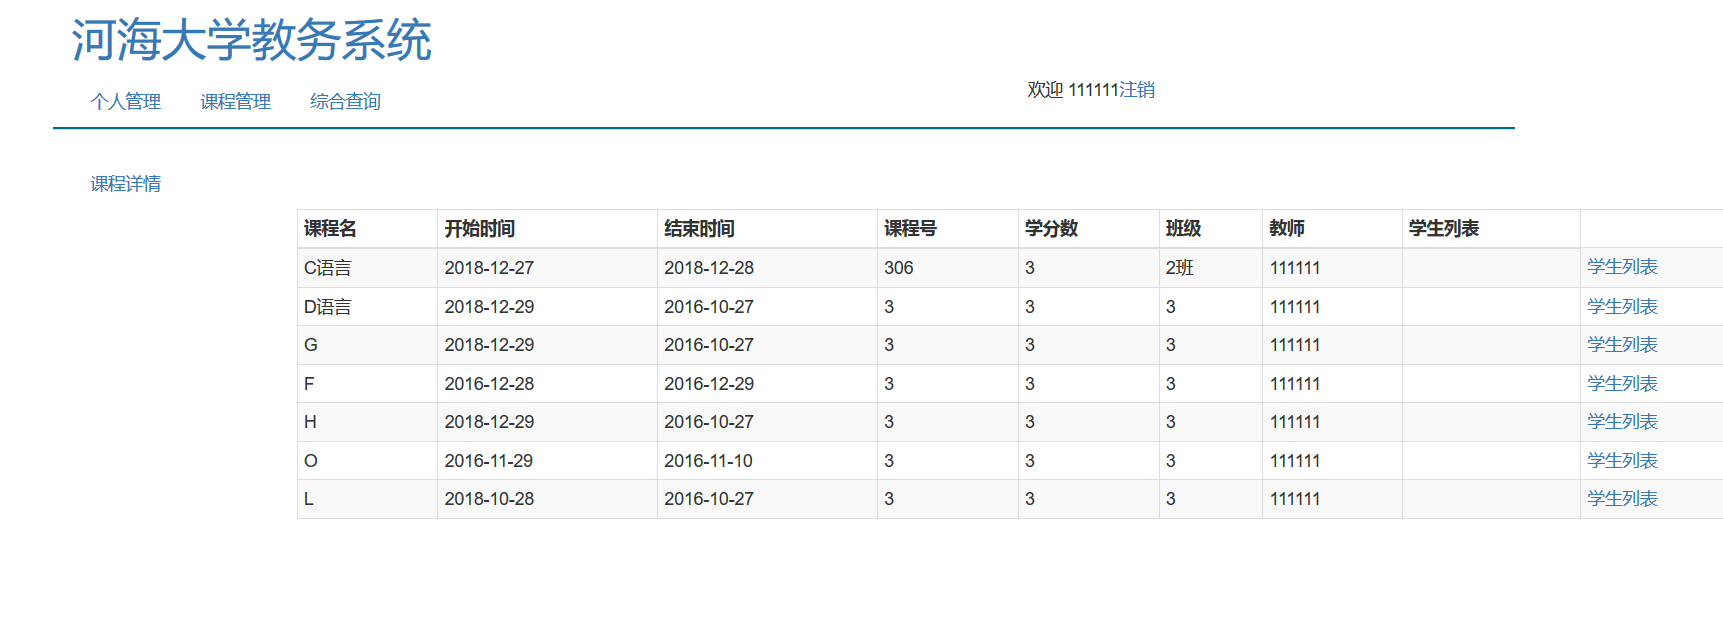 河海大学教务系统
个人管理 课程管理 综合查询 欢迎 111111注销
课程详情
课程名 开始时间 结束时间 课程号 学分数 班级 教师 学生列表
C语言 2018-12-27 2018-12-28 306 3 2班 111111 学生列表
D语言 2018-12-29 2016-10-27 3 3 3 111111 学生列表
G 2018-12-29 2016-10-27 3 3 3 111111 学生列表
F 2016-12-28 2016-12-29 3 3 3 111111 学生列表
H 2018-12-29 2016-10-27 3 3 3 111111 学生列表
O 2016-11-29 2016-11-10 3 3 3 111111 学生列表
L 2018-10-28 2016-10-27 3 3 3 111111 学生列表